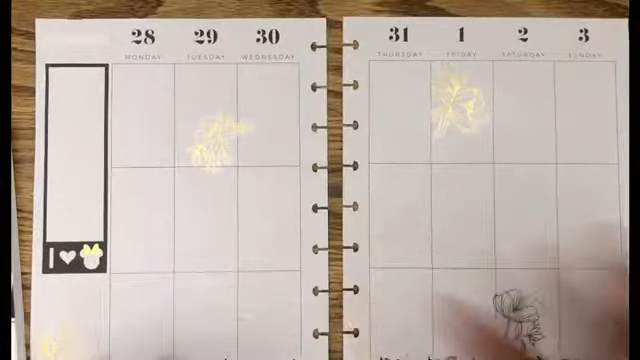 28 29 30
MONDAY TUESDAY WEDNESDAY
31 1 2 3
THURSDAY FRIDAY SATURDAY SUNDAY
I